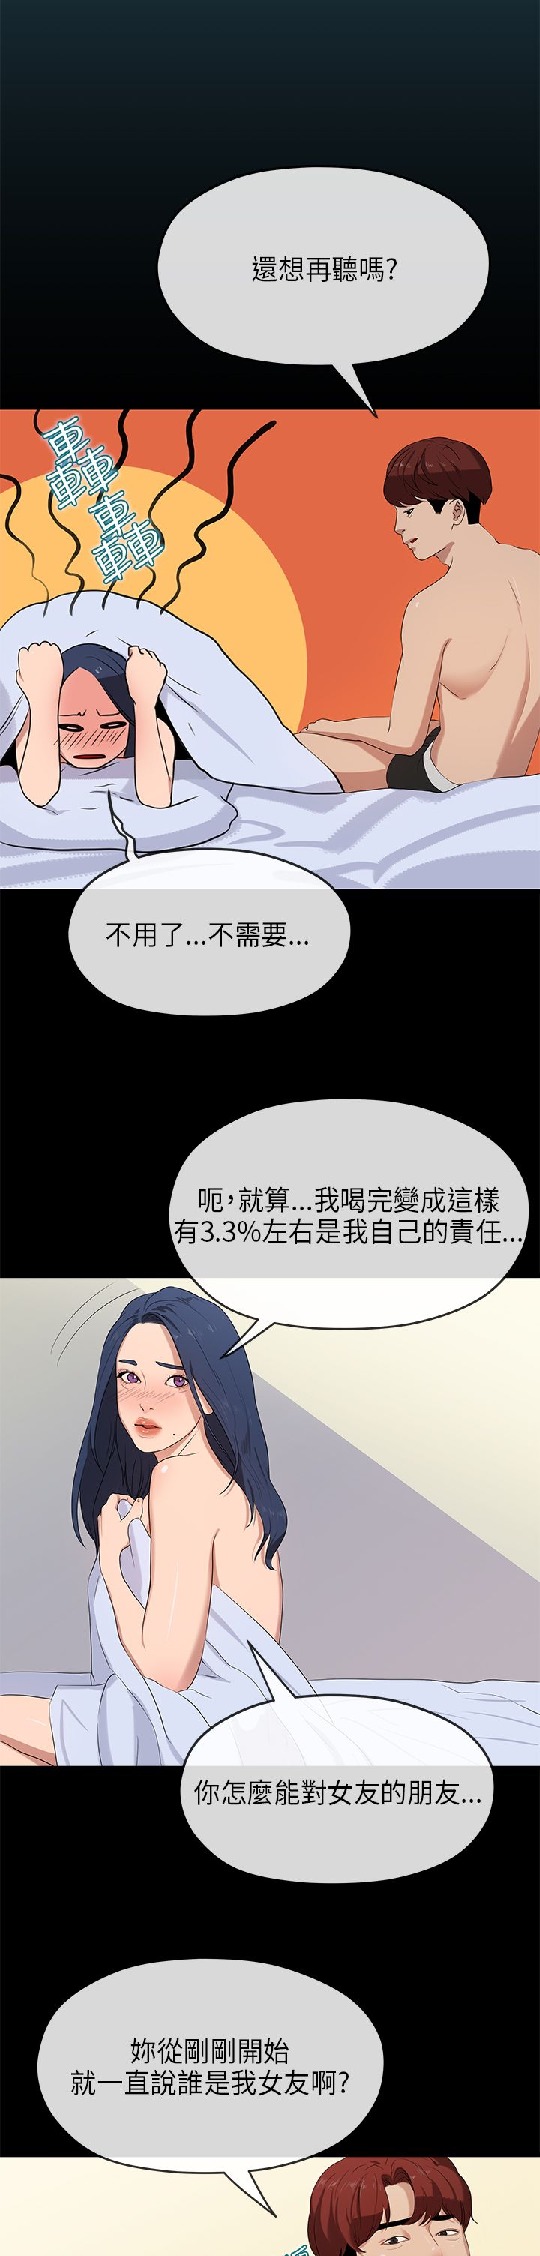 還想再聽嗎?
轟
轟
轟
轟
不用了...不需要...
呃，就算...我喝完變成這樣
有3.3%左右是我自己的責任...
你怎麼能對女友的朋友...
妳從剛剛開始
就一直說誰是我女友啊?